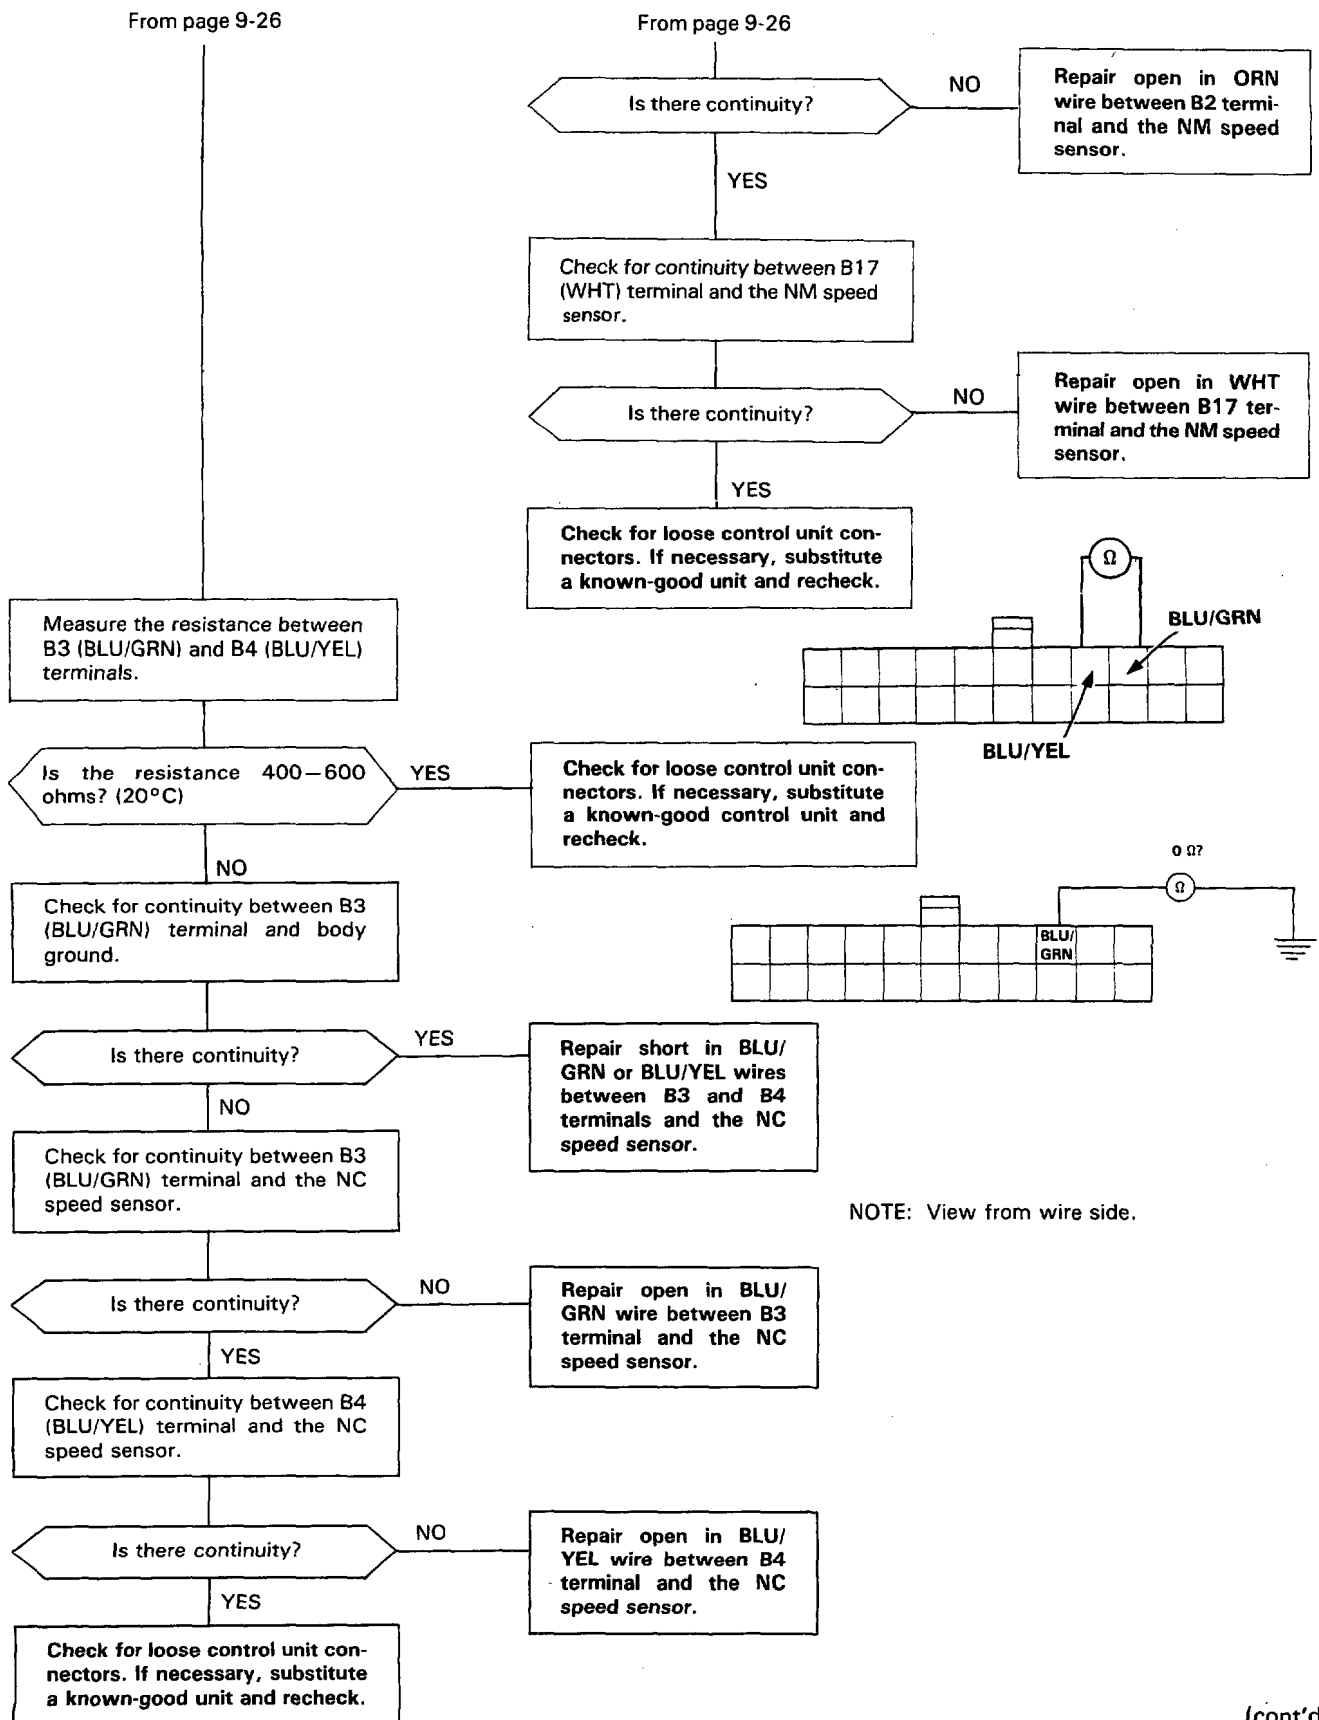 From page 9-26
From page 9-26
Is there continuity?
NO
Repair open in ORN
wire between B2 termi-
nal and the NM speed
sensor.
YES
Check for continuity between B17
(WHT) terminal and the NM speed
sensor.
Is there continuity?
NO
Repair open in WHT
wire between B17 ter-
minal and the NM speed
sensor.
YES
Check for loose control unit con-
nectors. If necessary, substitute
a known-good unit and recheck.
Ω
BLU/GRN
BLU/YEL
Measure the resistance between
B3 (BLU/GRN) and B4 (BLU/YEL)
terminals.
Is the resistance 400—600
ohms? (20°C)
YES
Check for loose control unit con-
nectors. If necessary, substitute
a known-good control unit and
recheck.
NO
0 Ω?
Ω
BLU/
GRN
Check for continuity between B3
(BLU/GRN) terminal and body
ground.
Is there continuity?
YES
Repair short in BLU/
GRN or BLU/YEL wires
between B3 and B4
terminals and the NC
speed sensor.
NO
Check for continuity between B3
(BLU/GRN) terminal and the NC
speed sensor.
NOTE: View from wire side.
Is there continuity?
NO
Repair open in BLU/
GRN wire between B3
terminal and the NC
speed sensor.
YES
Check for continuity between B4
(BLU/YEL) terminal and the NC
speed sensor.
Is there continuity?
NO
Repair open in BLU/
YEL wire between B4
terminal and the NC
speed sensor.
YES
Check for loose control unit con-
nectors. If necessary, substitute
a known-good unit and recheck.
(cont'd